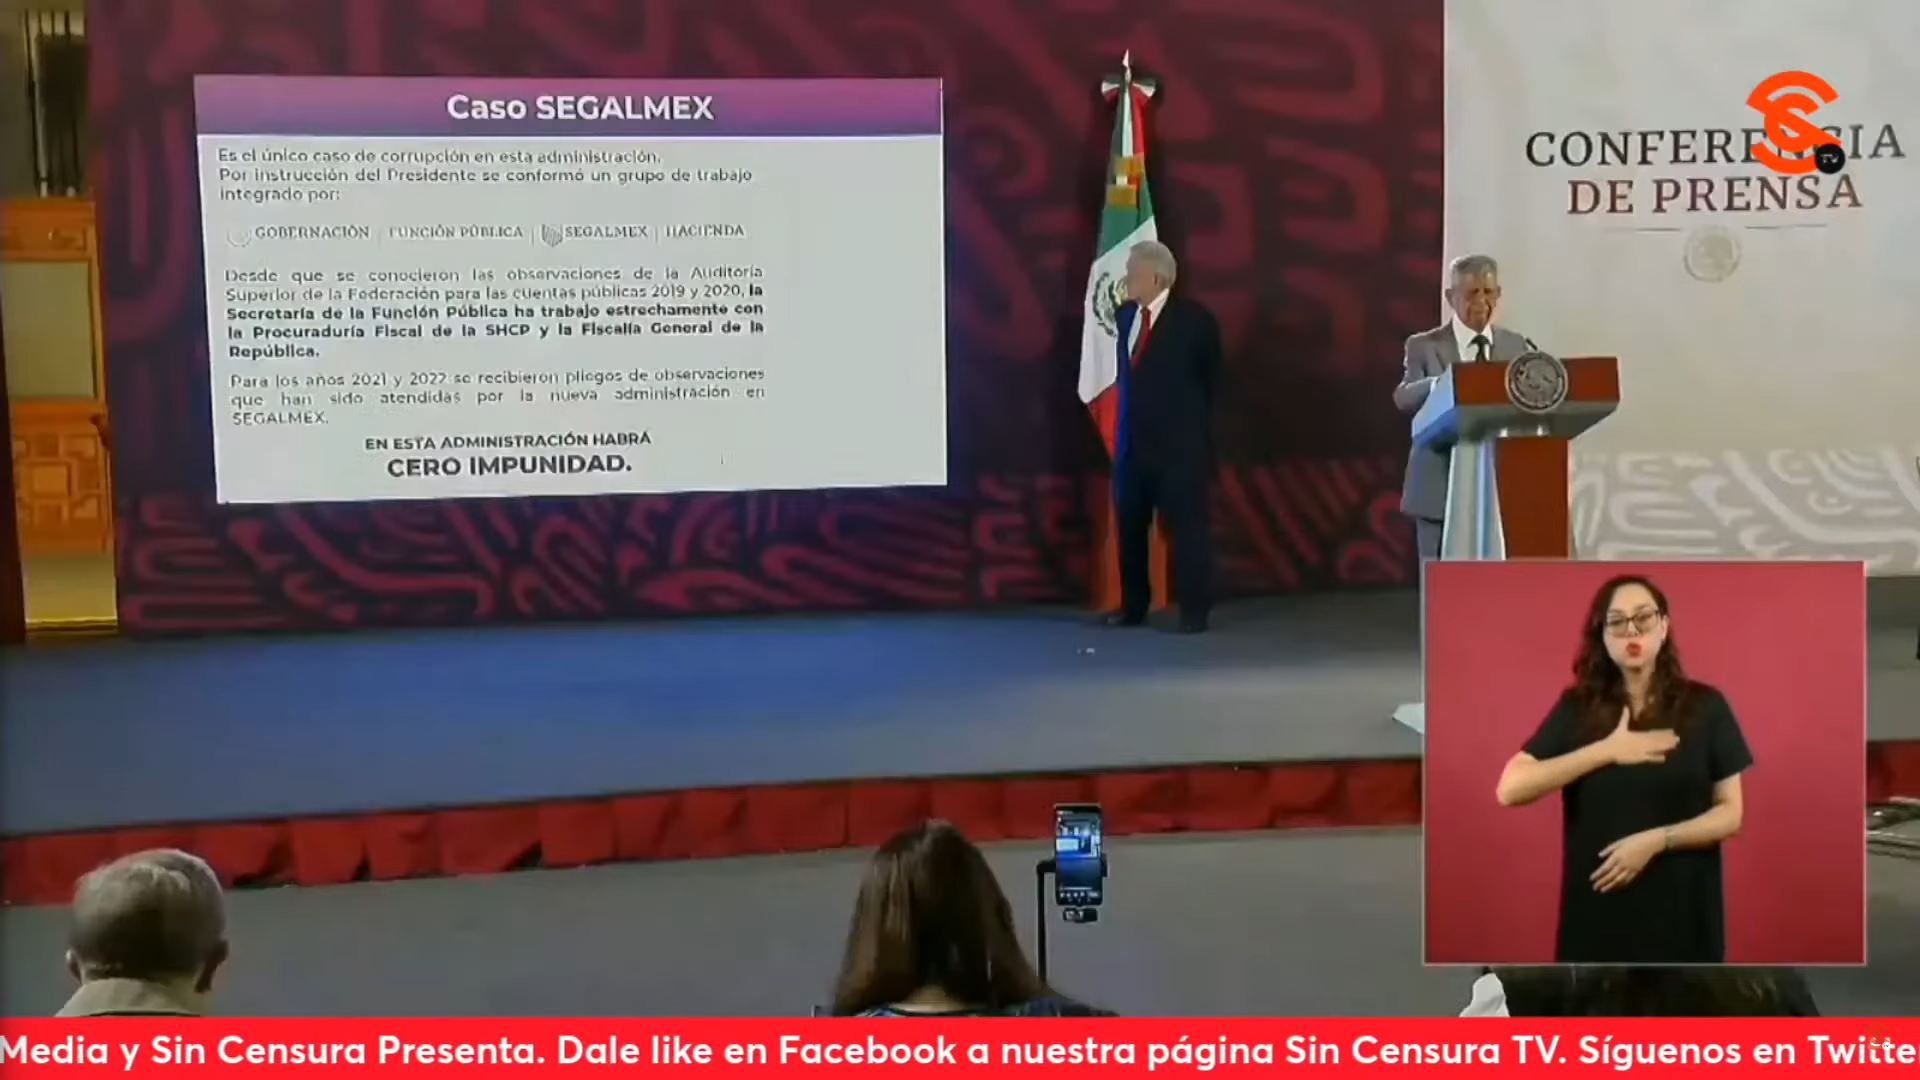 Caso SEGALMEX
Es el único caso de corrupción en esta administración.
Por instrucción del Presidente se conformó un grupo de trabajo
integrado por:
GOBERNACIÓN | FUNCIÓN PÚBLICA | SEGALMEX | HACIENDA
Desde que se conocieron las observaciones de la Auditoría
Superior de la Federación para las cuentas públicas 2019 y 2020, la
Secretaría de la Función Pública ha trabajo estrechamente con
la Procuraduría Fiscal de la SHCP y la Fiscalía General de la
República.
Para los años 2021 y 2022 se recibieron pliegos de observaciones
que han sido atendidas por la nueva administración en
SEGALMEX.
EN ESTA ADMINISTRACIÓN HABRÁ
CERO IMPUNIDAD.
CONFERENCIA
DE PRENSA
TV
Media y Sin Censura Presenta. Dale like en Facebook a nuestra página Sin Censura TV. Síguenos en Twitter